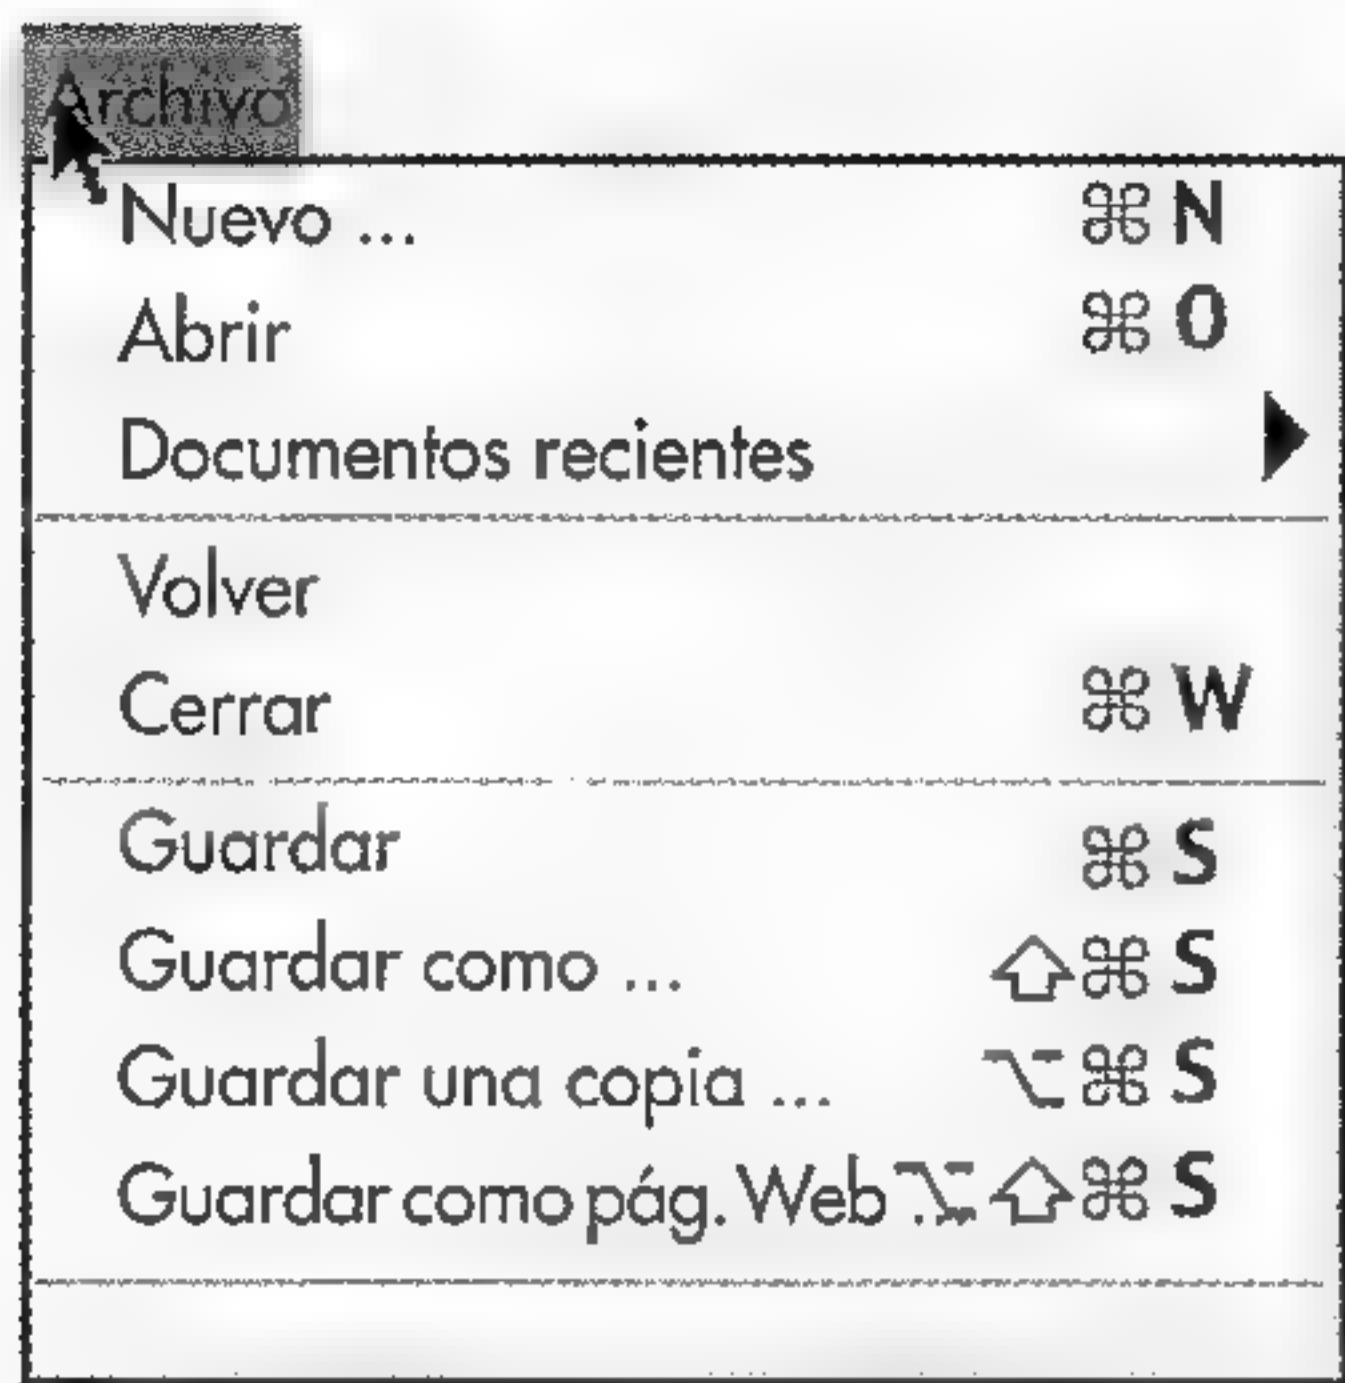 Archivo
Nuevo ... ⌘ N
Abrir ⌘ O
Documentos recientes ▶
Volver
Cerrar ⌘ W
Guardar ⌘ S
Guardar como ... ⇧⌘ S
Guardar una copia ... ⌥⌘ S
Guardar como pág. Web ... ⌥⇧⌘ S